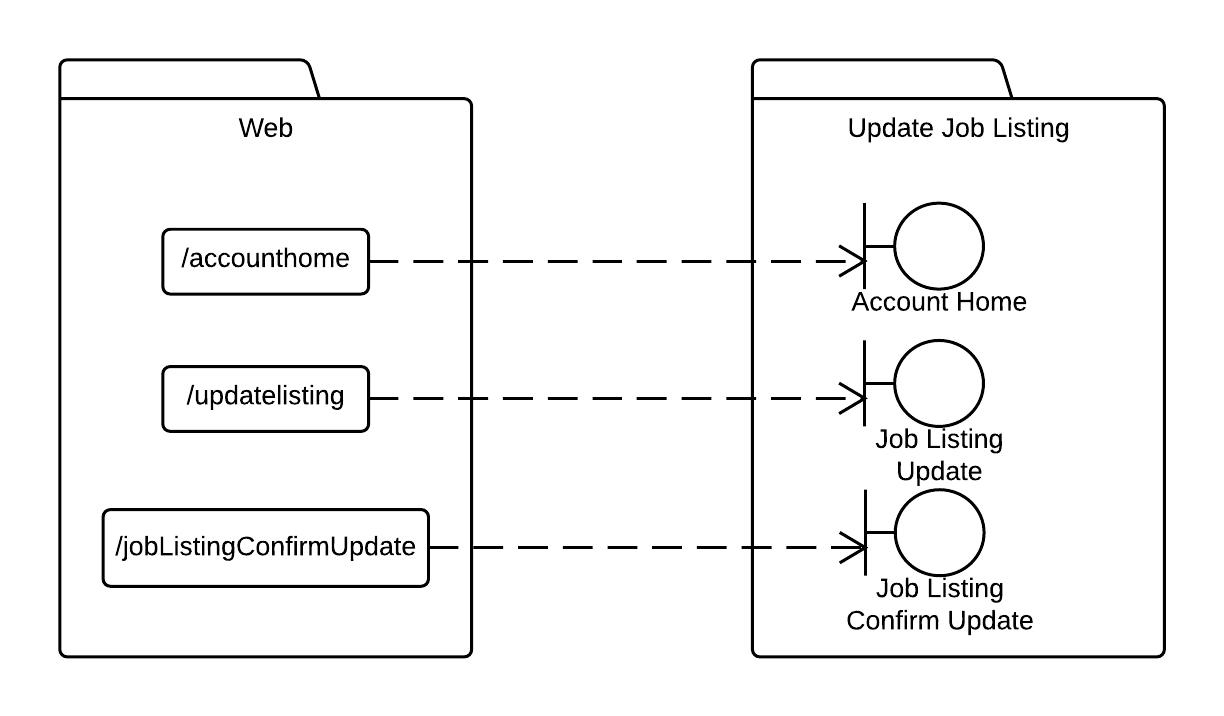 Web
Update Job Listing
/accounthome
Account Home
/updatelisting
Job Listing
Update
/jobListingConfirmUpdate
Job Listing
Confirm Update